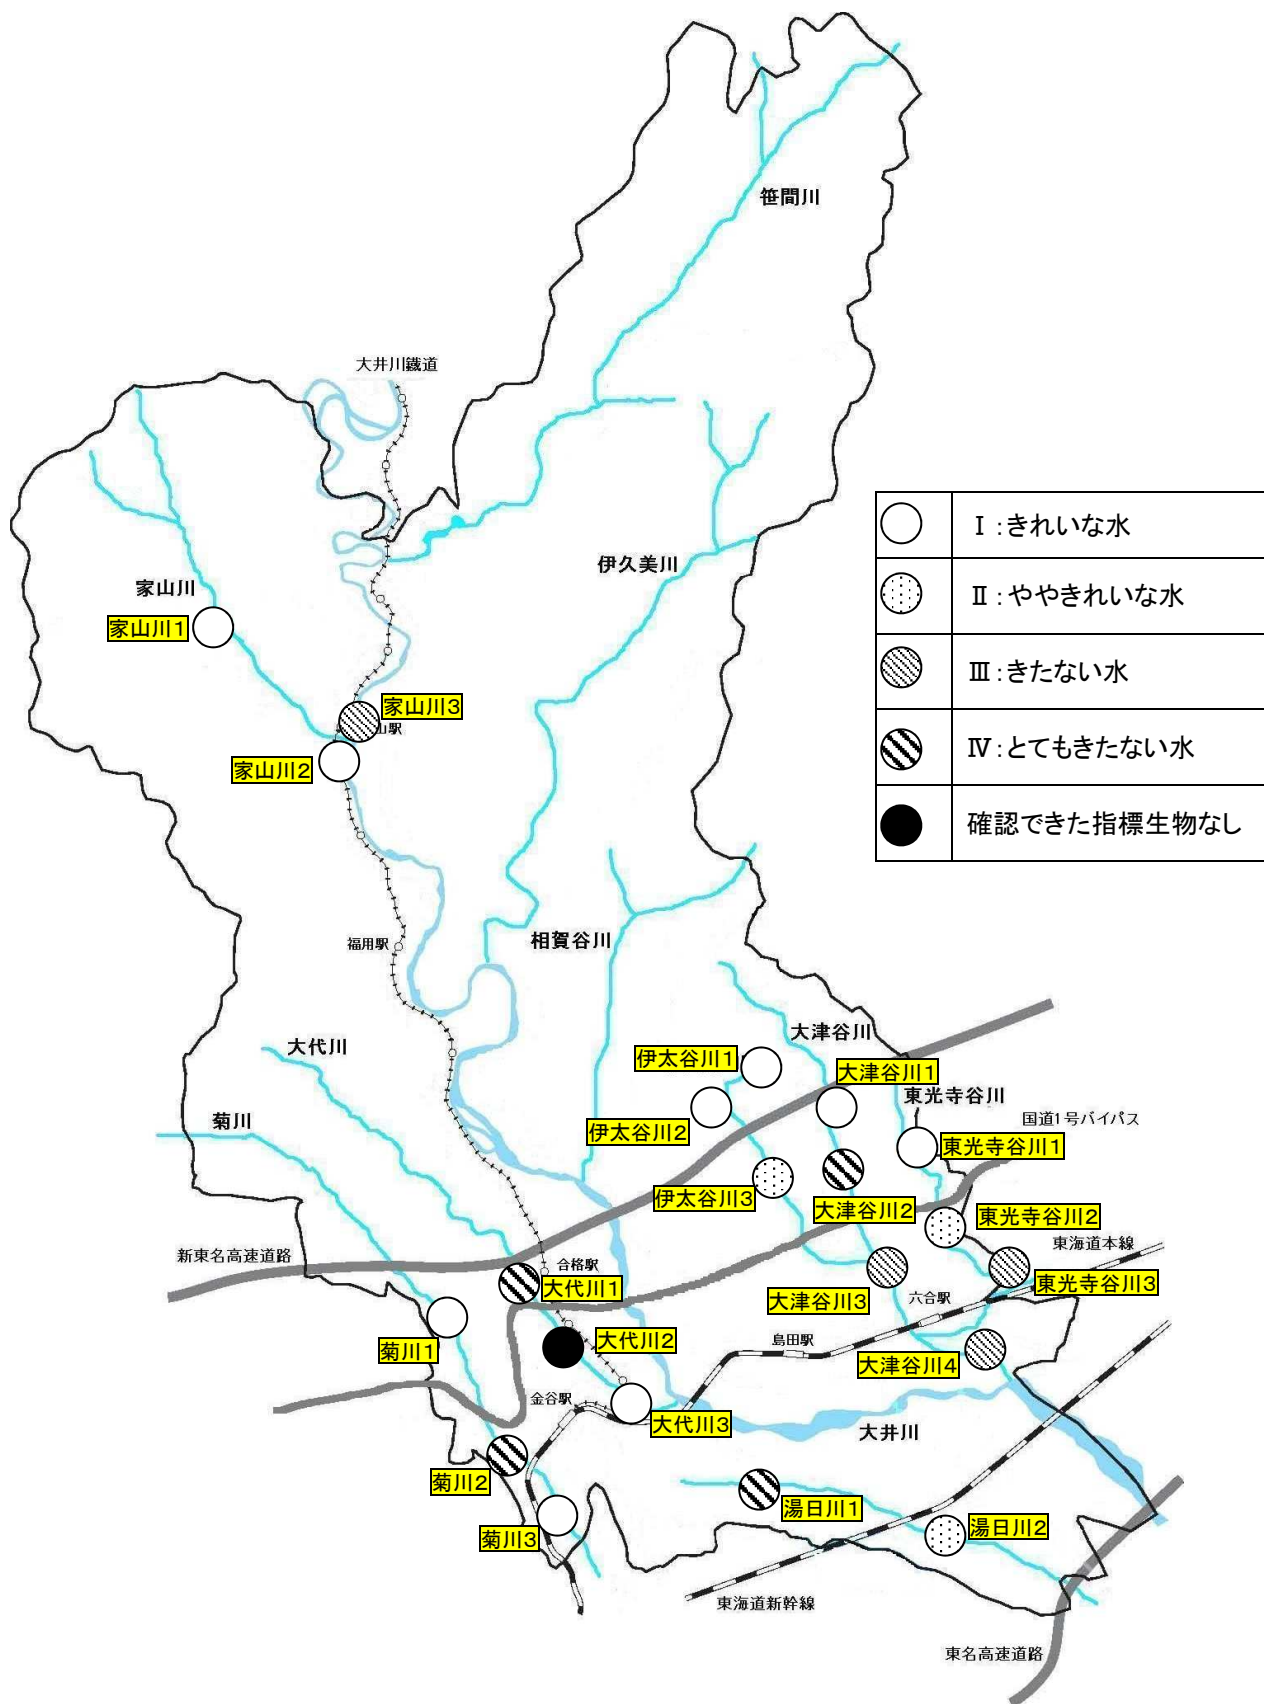 笹間川
大井川鐵道
Ⅰ：きれいな水
伊久美川
家山川
Ⅱ：ややきれいな水
家山川1
Ⅲ：きたない水
家山川3
山駅
Ⅳ：とてもきたない水
家山川2
確認できた指標生物なし
相賀谷川
福用駅
大津谷川
大代川
伊太谷川1
大津谷川1
東光寺谷川
菊川
国道1号バイパス
伊太谷川2
東光寺谷川1
伊太谷川3
大津谷川2
東光寺谷川2
東海道本線
新東名高速道路
合格駅
大代川1
東光寺谷川3
大津谷川3
六合駅
大代川2
島田駅
菊川1
大津谷川4
金谷駅
大代川3
大井川
菊川2
湯日川1
湯日川2
菊川3
東海道新幹線
東名高速道路